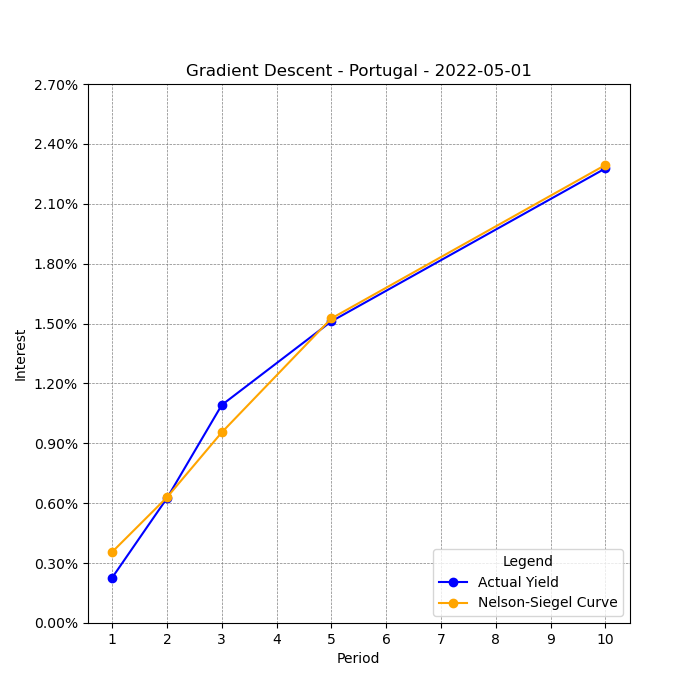 Gradient Descent - Portugal - 2022-05-01
2.70%
2.40%
2.10%
1.80%
1.50%
1.20%
0.90%
0.60%
0.30%
0.00%
Interest
Legend
Actual Yield
Nelson-Siegel Curve
1 2 3 4 5 6 7 8 9 10
Period